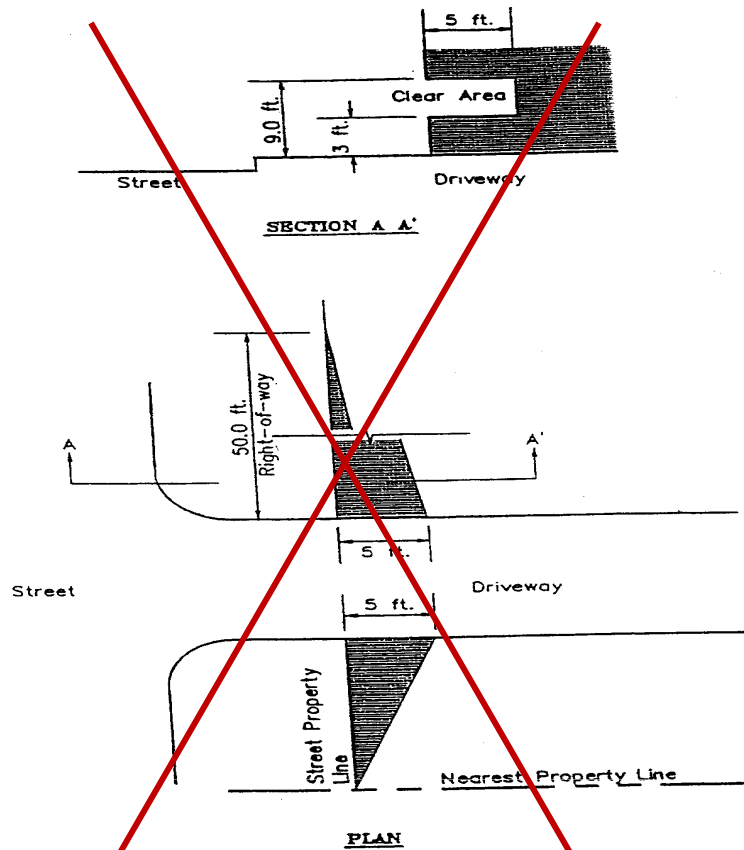 5 ft.
Clear Area
9.0 ft.
3 ft.
Street
Driveway
SECTION A A'
50.0 ft.
Right-of-way
A
A'
5 ft.
Street
Driveway
5 ft.
Street Property
Line
Nearest Property Line
PLAN